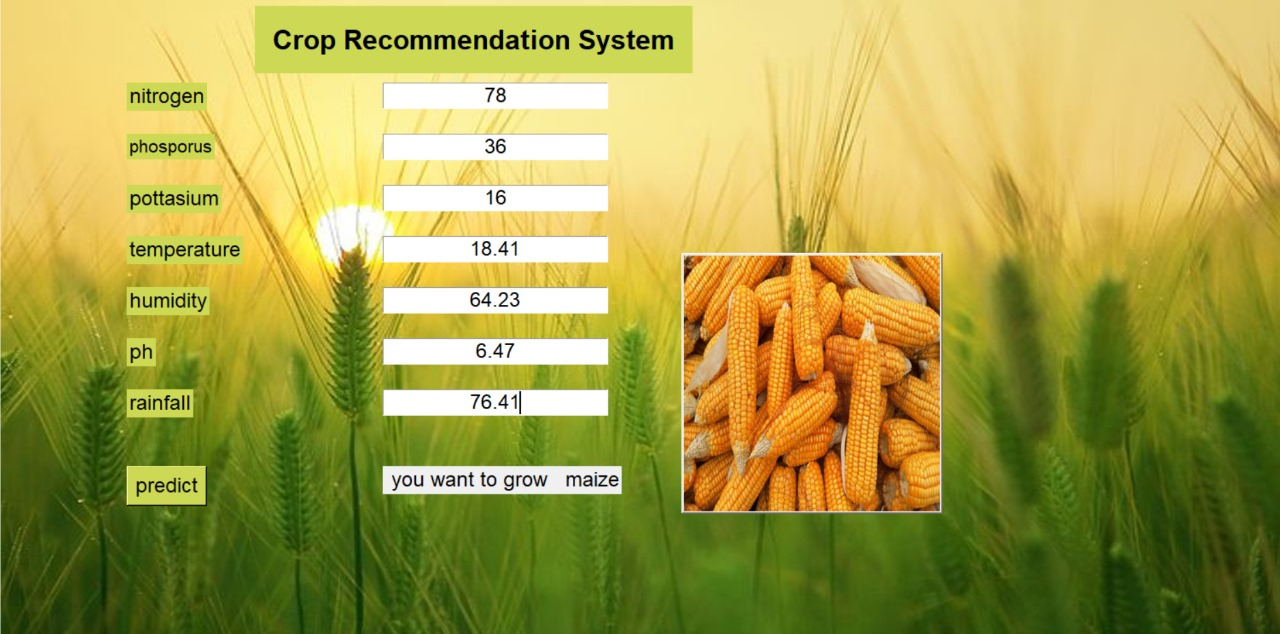 Crop Recommendation System
nitrogen 78
phosporus 36
pottasium 16
temperature 18.41
humidity 64.23
ph 6.47
rainfall 76.41
predict you want to grow maize